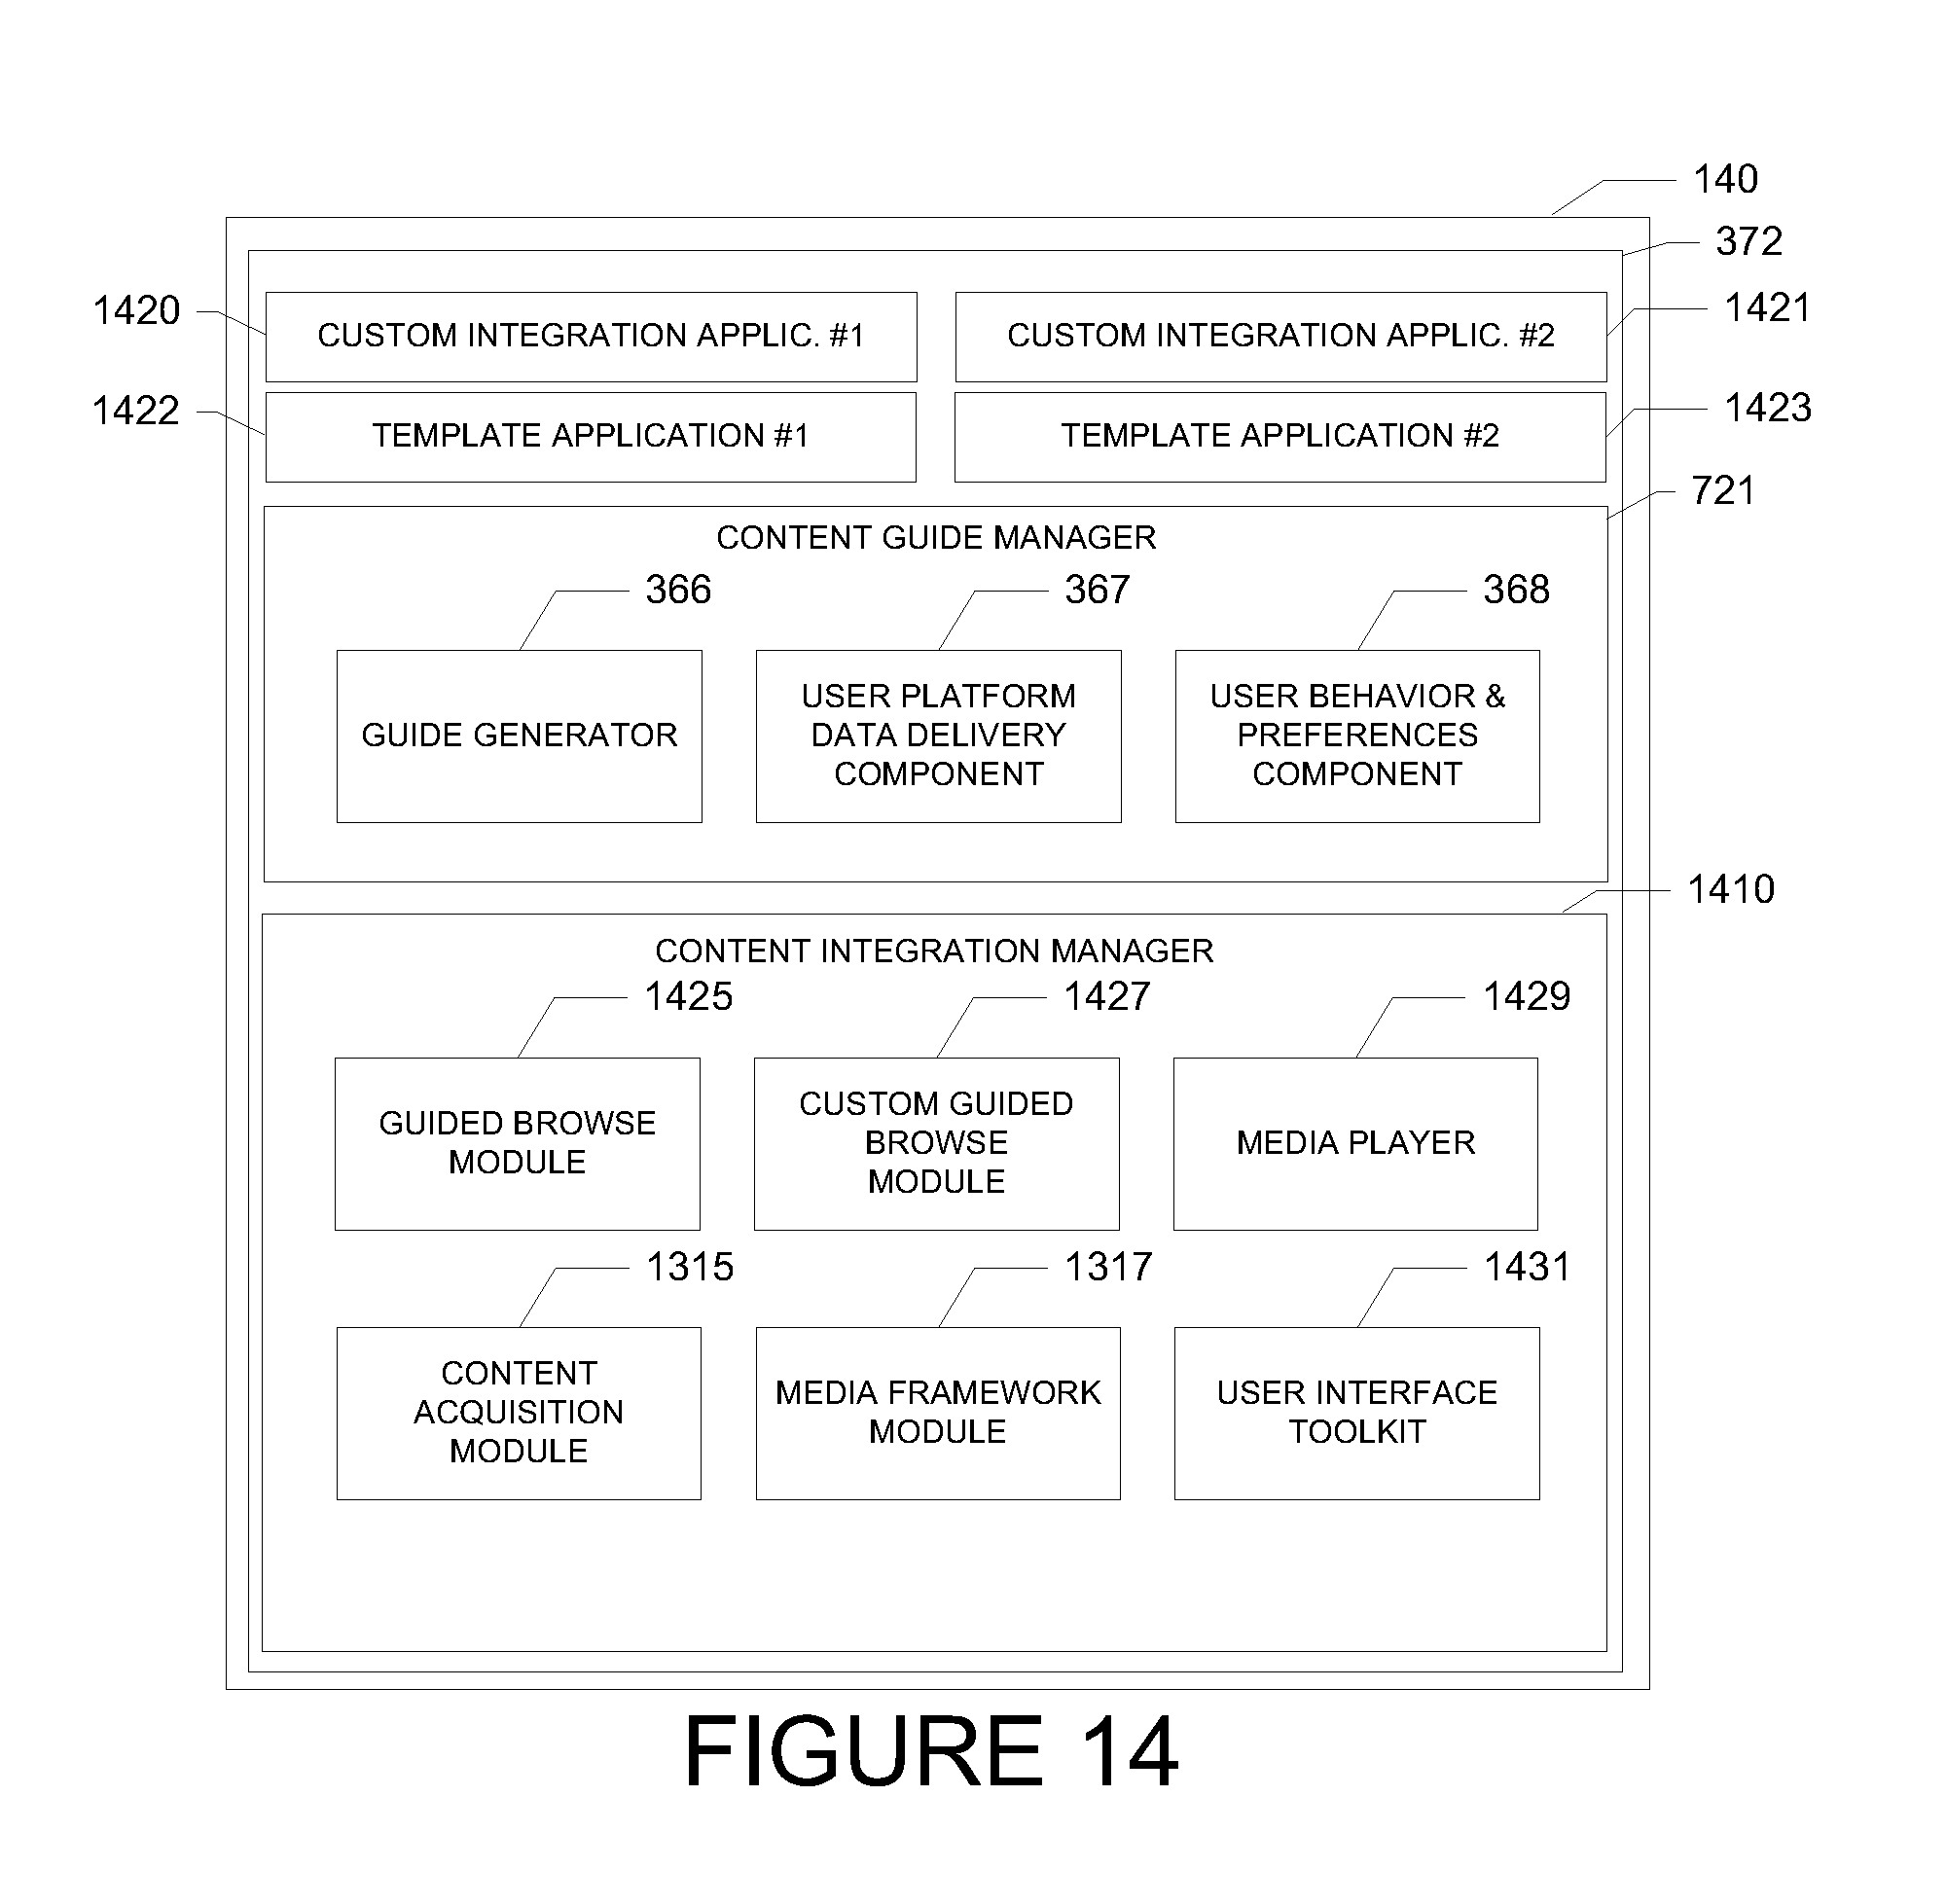 140
372
1420
CUSTOM INTEGRATION APPLIC. #1
CUSTOM INTEGRATION APPLIC. #2
1421
1422
TEMPLATE APPLICATION #1
TEMPLATE APPLICATION #2
1423
721
CONTENT GUIDE MANAGER
366
367
368
GUIDE GENERATOR
USER PLATFORM
DATA DELIVERY
COMPONENT
USER BEHAVIOR &
PREFERENCES
COMPONENT
1410
CONTENT INTEGRATION MANAGER
1425
1427
1429
GUIDED BROWSE
MODULE
CUSTOM GUIDED
BROWSE
MODULE
MEDIA PLAYER
1315
1317
1431
CONTENT
ACQUISITION
MODULE
MEDIA FRAMEWORK
MODULE
USER INTERFACE
TOOLKIT
FIGURE 14